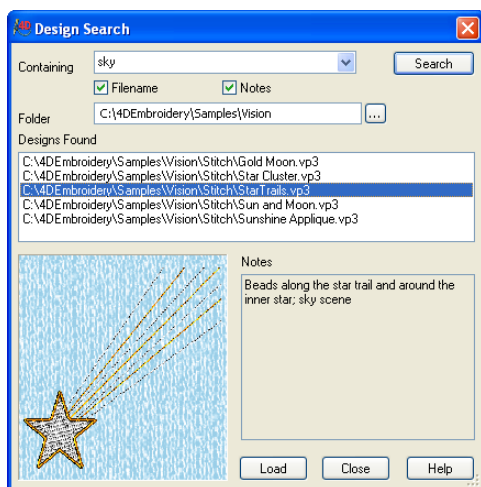 Design Search
Containing
sky
Search
Filename
Notes
Folder
C:\4DEmbroidery\Samples\Vision
...
Designs Found
C:\4DEmbroidery\Samples\Vision\Stitch\Gold Moon.vp3
C:\4DEmbroidery\Samples\Vision\Stitch\Star Cluster.vp3
C:\4DEmbroidery\Samples\Vision\Stitch\StarTrails.vp3
C:\4DEmbroidery\Samples\Vision\Stitch\Sun and Moon.vp3
C:\4DEmbroidery\Samples\Vision\Stitch\Sunshine Applique.vp3
Notes
Beads along the star trail and around the
inner star; sky scene
Load
Close
Help